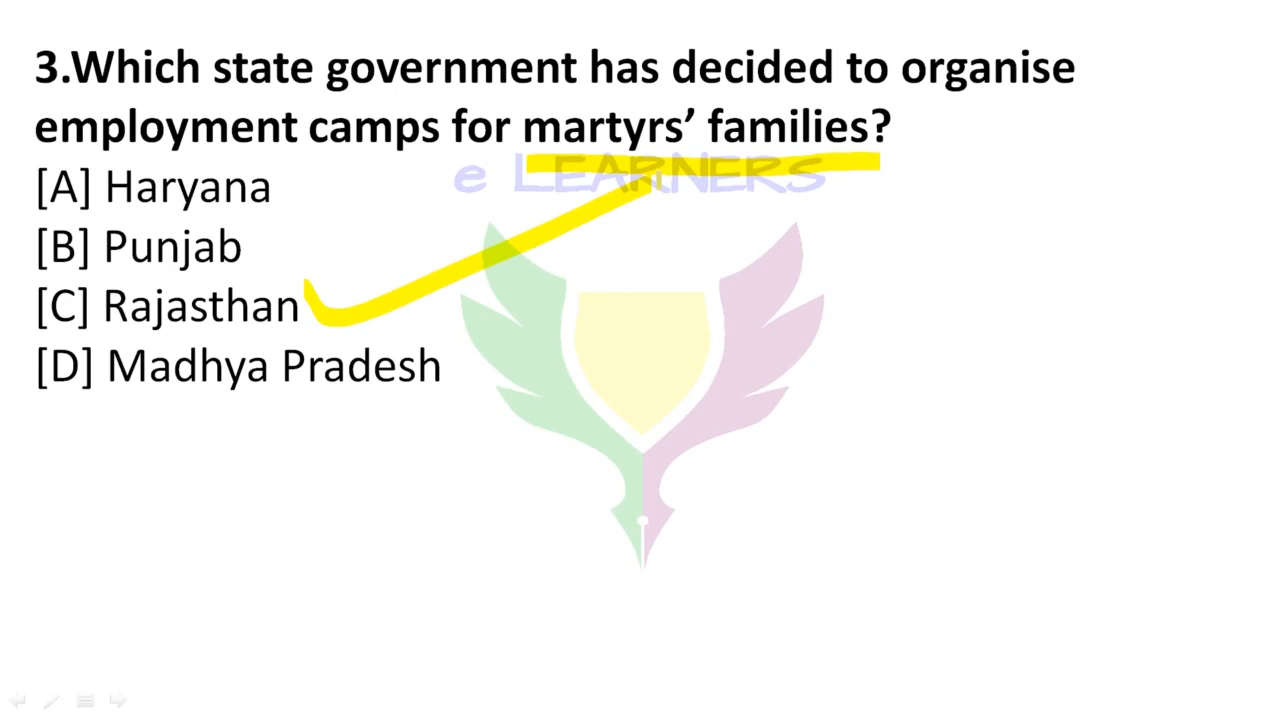 3.Which state government has decided to organise
employment camps for martyrs’ families?
e LEARNERS
[A] Haryana
[B] Punjab
[C] Rajasthan
[D] Madhya Pradesh